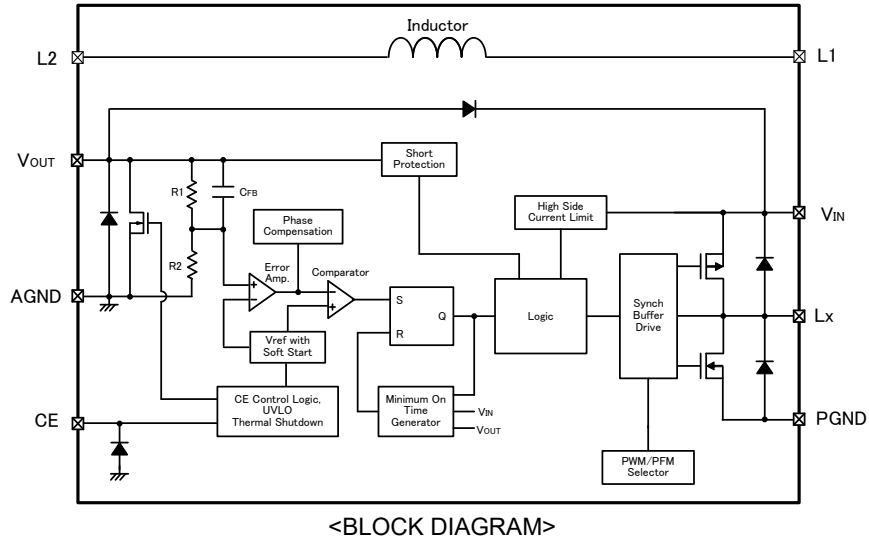 Inductor
L2
L1
VOUT
Short
Protection
R1
CFB
High Side
Current Limit
VIN
Phase
Compensation
R2
Error
Amp.
Comparator
AGND
S
Q
R
Logic
Synch
Buffer
Drive
Lx
Vref with
Soft Start
CE Control Logic,
UVLO
Thermal Shutdown
Minimum On
Time
Generator
VIN
VOUT
CE
PGND
PWM/PFM
Selector
<BLOCK DIAGRAM>